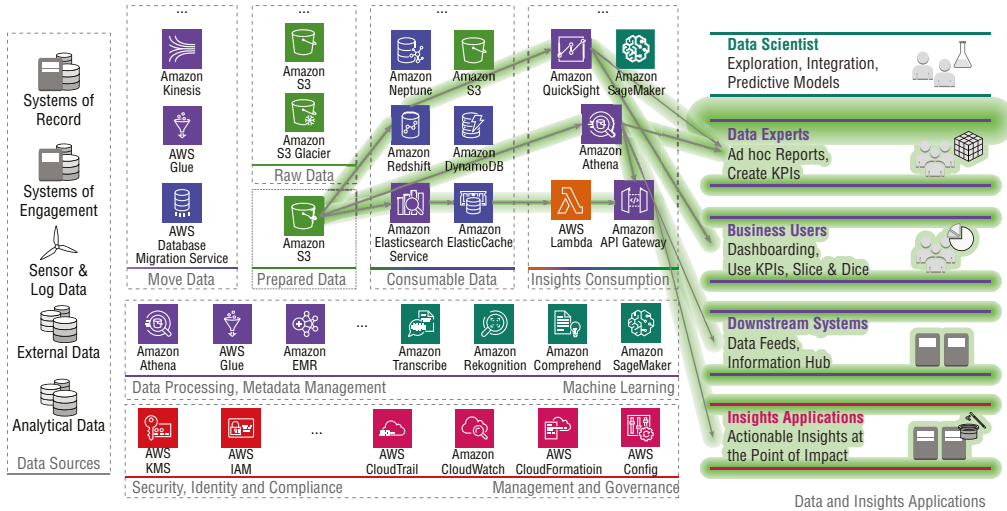 Systems of
Record
Systems of
Engagement
Sensor &
Log Data
External Data
Analytical Data
Data Sources
...
Amazon
Kinesis
AWS
Glue
AWS
Database
Migration Service
Move Data
...
Amazon
S3
Amazon
S3 Glacier
Raw Data
Amazon
S3
Prepared Data
...
Amazon
Neptune
Amazon
S3
Amazon
Redshift
Amazon
DynamoDB
Amazon
Elasticsearch
Service
Amazon
ElasticCache
Consumable Data
...
Amazon
QuickSight
Amazon
SageMaker
Amazon
Athena
AWS
Lambda
Amazon
API Gateway
Insights Consumption
Amazon
Athena
AWS
Glue
Amazon
EMR
...
Amazon
Transcribe
Amazon
Rekognition
Amazon
Comprehend
Amazon
SageMaker
Data Processing, Metadata Management
Machine Learning
AWS
KMS
AWS
IAM
...
AWS
CloudTrail
Amazon
CloudWatch
AWS
CloudFormatioin
AWS
Config
Security, Identity and Compliance
Management and Governance
Data Scientist
Exploration, Integration,
Predictive Models
Data Experts
Ad hoc Reports,
Create KPIs
Business Users
Dashboarding,
Use KPIs, Slice & Dice
Downstream Systems
Data Feeds,
Information Hub
Insights Applications
Actionable Insights at
the Point of Impact
Data and Insights Applications